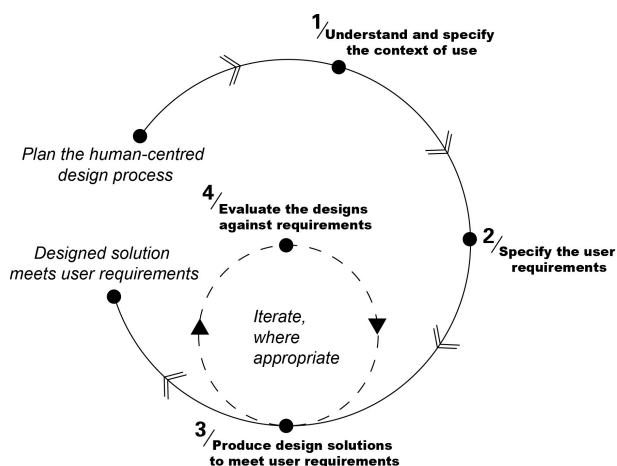 1/Understand and specify
the context of use
Plan the human-centred
design process
4/Evaluate the designs
against requirements
2/Specify the user
requirements
Designed solution
meets user requirements
Iterate,
where
appropriate
3/Produce design solutions
to meet user requirements